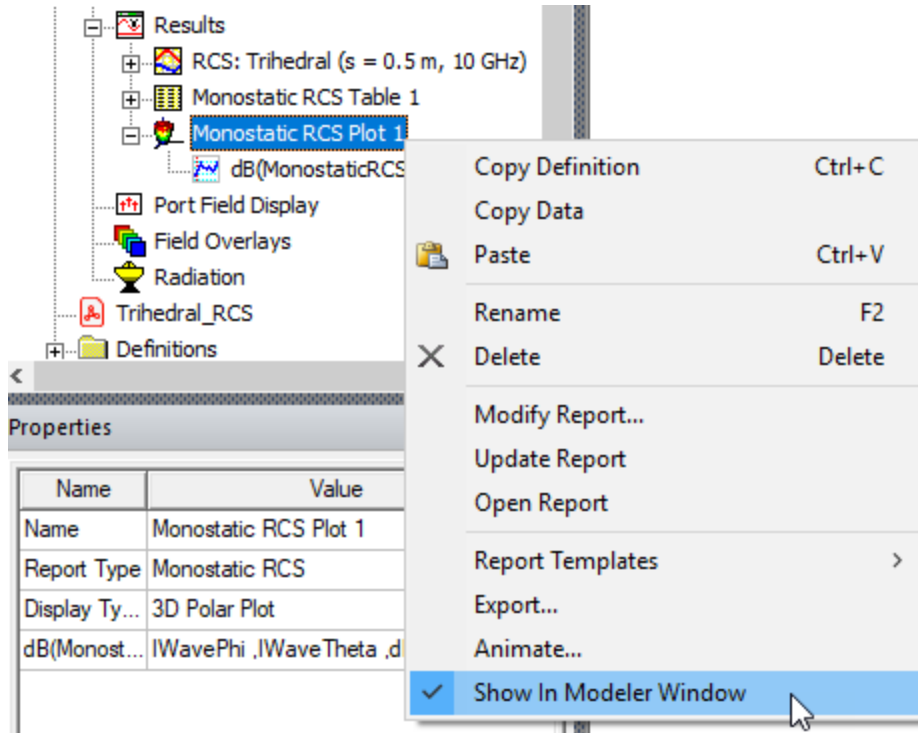 Results
RCS: Trihedral (s = 0.5 m, 10 GHz)
Monostatic RCS Table 1
Monostatic RCS Plot 1
dB(MonostaticRCS
Port Field Display
Field Overlays
Radiation
Trihedral_RCS
Definitions
Copy Definition Ctrl+C
Copy Data
Paste Ctrl+V
Rename F2
Delete Delete
Modify Report...
Update Report
Open Report
Report Templates
Export...
Animate...
Show In Modeler Window
Properties
Name Value
Name Monostatic RCS Plot 1
Report Type Monostatic RCS
Display Ty... 3D Polar Plot
dB(Monost... IWavePhi ,IWaveTheta ,d